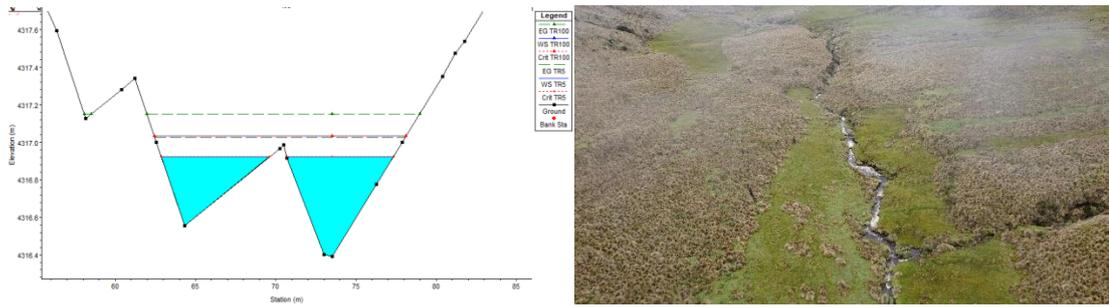 Legend
EG TR100
WS TR100
Crit TR100
EG TR5
WS TR5
Crit TR5
Ground
Bank Sta
Elevation (m)
4317.6
4317.4
4317.2
4317.0
4316.8
4316.6
4316.4
60
65
70
75
80
85
Station (m)